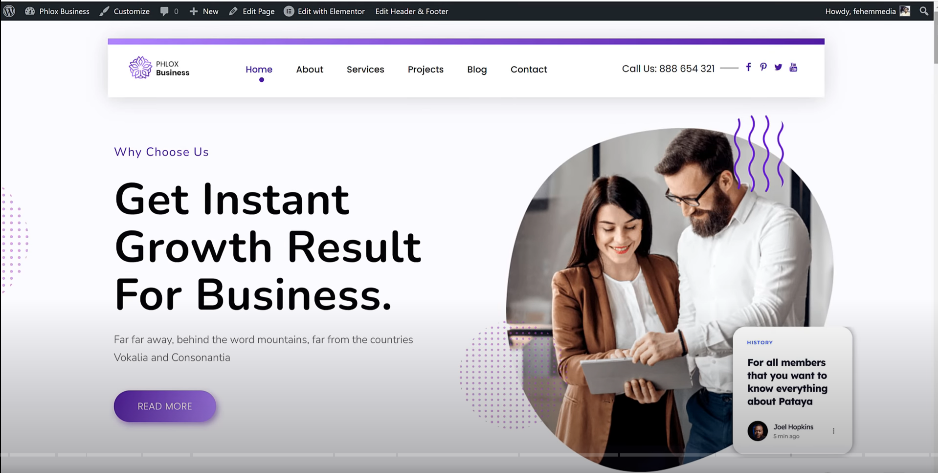 Phlox Business Customize 0 New Edit Page Edit with Elementor Edit Header & Footer Howdy, fehemmedia
PHLOX
Business
Home About Services Projects Blog Contact Call Us: 888 654 321
Why Choose Us
Get Instant
Growth Result
For Business.
Far far away, behind the word mountains, far from the countries
Vokalia and Consonantia
READ MORE
HISTORY
For all members
that you want to
know everything
about Pataya
Joel Hopkins
5 min ago